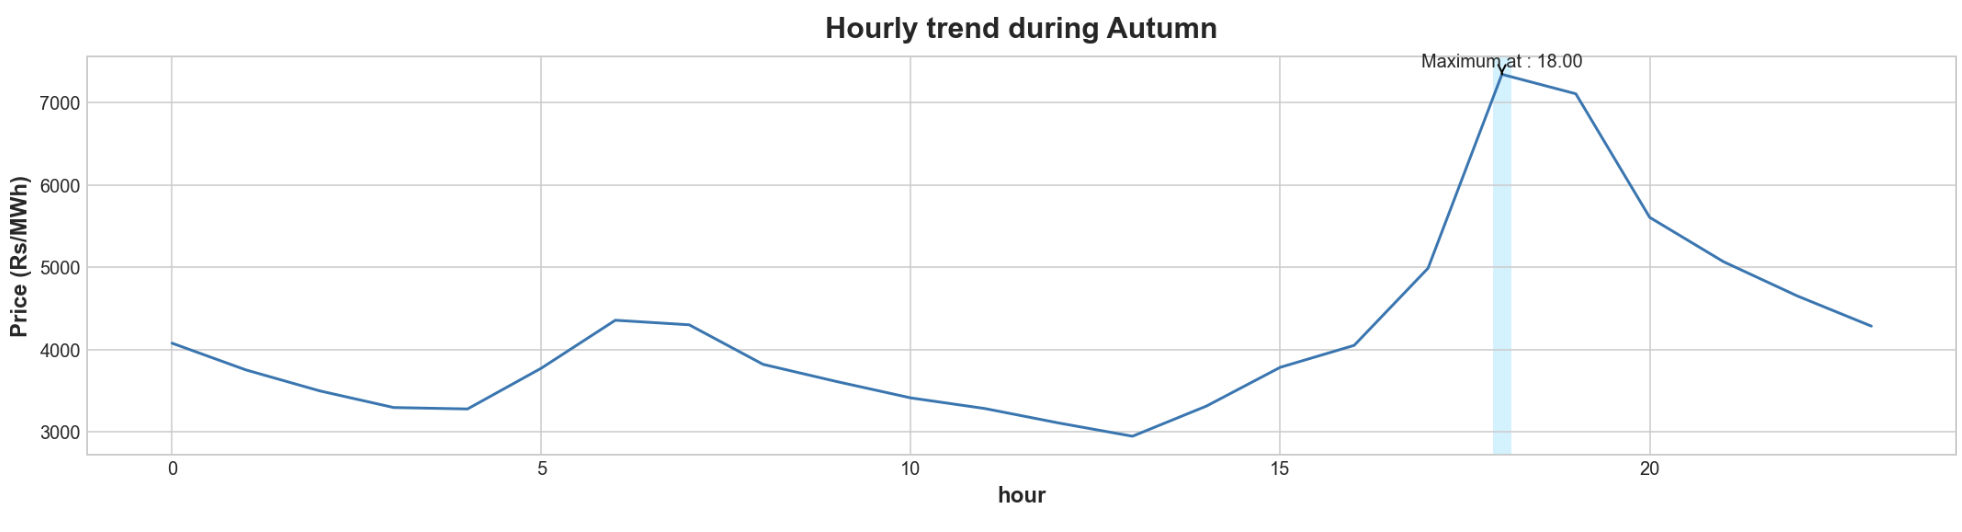 Hourly trend during Autumn
Maximum at : 18.00
Price (Rs/MWh)
7000
6000
5000
4000
3000
0 5 10 15 20
hour